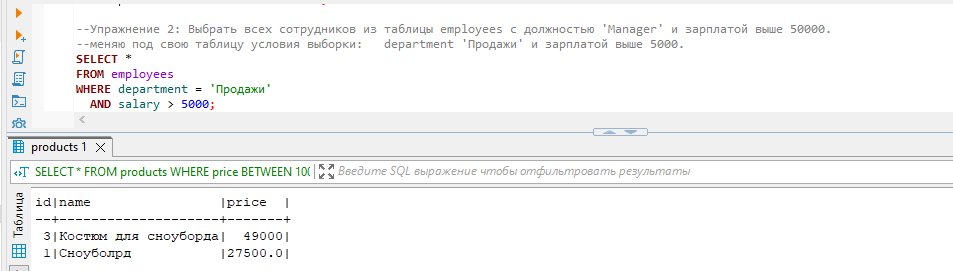 --Упражнение 2: Выбрать всех сотрудников из таблицы employees с должностью 'Manager' и зарплатой выше 50000.
--меняю под свою таблицу условия выборки:   department 'Продажи' и зарплатой выше 5000.
SELECT *
FROM employees
WHERE department = 'Продажи'
  AND salary > 5000;
products 1
SELECT * FROM products WHERE price BETWEEN 100
Введите SQL выражение чтобы отфильтровать результаты
Таблица
id|name               |price  |
--+-------------------+-------+
 3|Костюм для сноуборда|  49000|
 1|Сноуболрд          |27500.0|